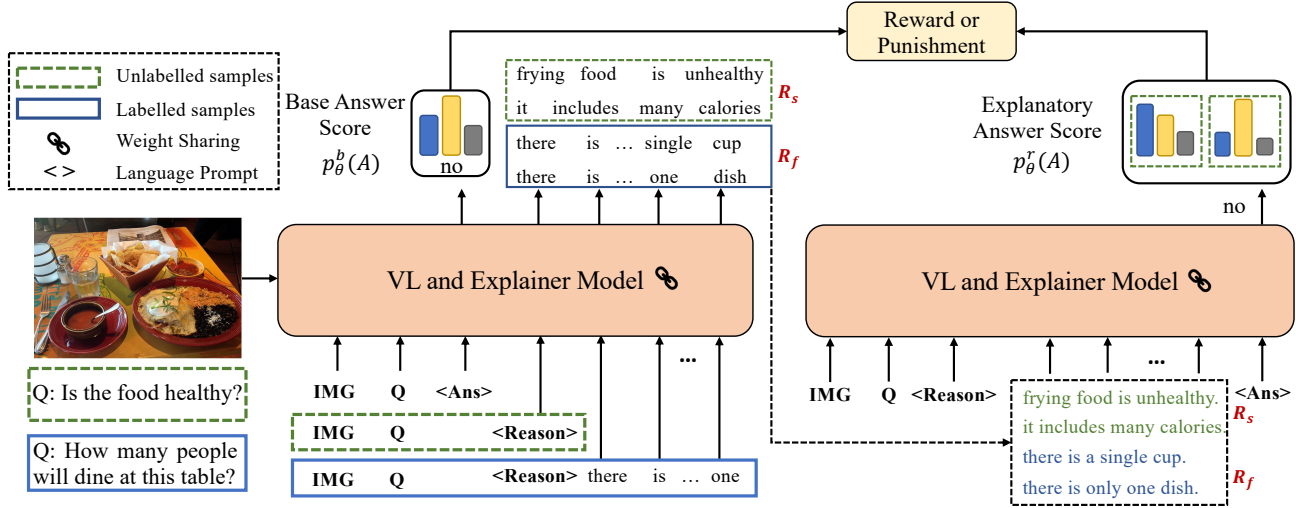 Unlabelled samples
Labelled samples
Weight Sharing
< > Language Prompt
Base Answer
Score
p_θ^b(A)
no
frying food is unhealthy
it includes many calories
R_s
there is … single cup
there is … one dish
R_f
Reward or
Punishment
Explanatory
Answer Score
p_θ^r(A)
no
VL and Explainer Model
VL and Explainer Model
Q: Is the food healthy?
Q: How many people
will dine at this table?
...
IMG Q <Ans>
IMG Q <Reason>
IMG Q <Reason> there is … one
...
IMG Q <Reason> <Ans>
frying food is unhealthy.
it includes many calories.
R_s
there is a single cup.
there is only one dish.
R_f